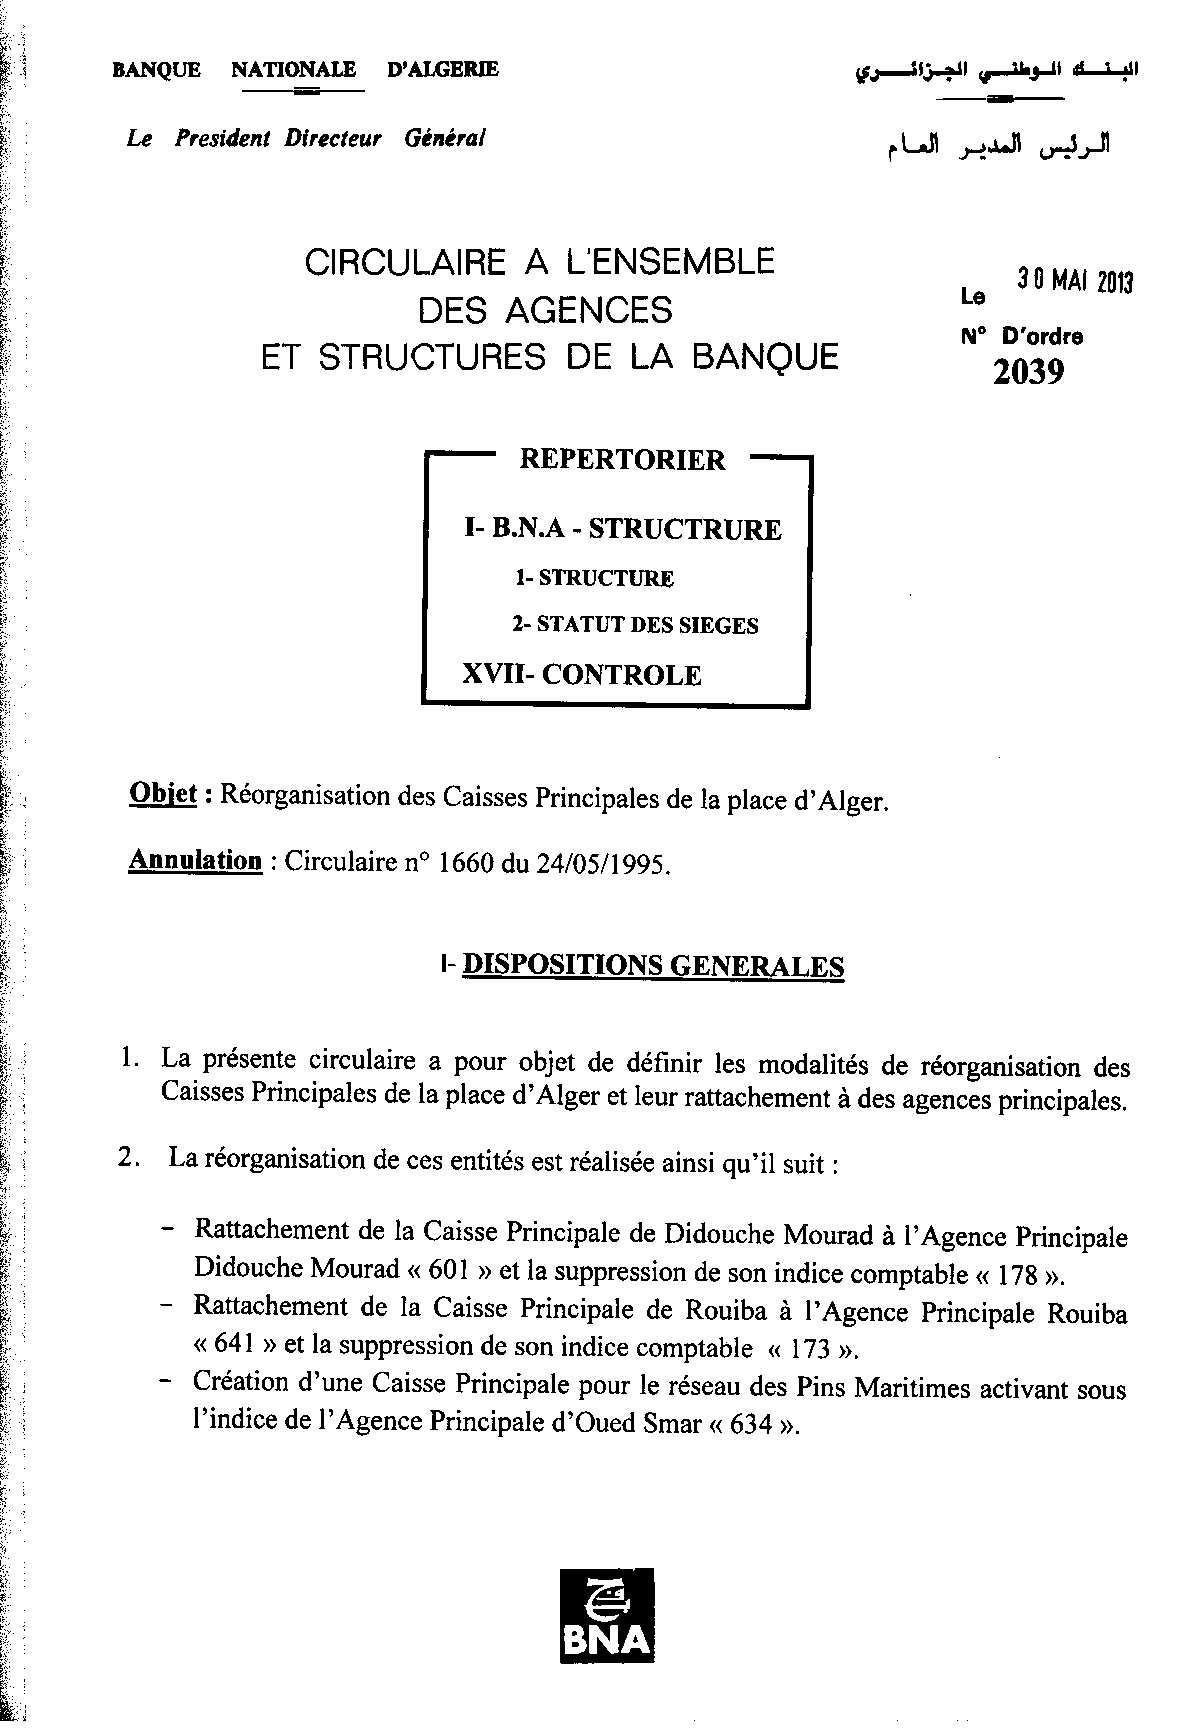 BANQUE NATIONALE D'ALGERIE
البنك الوطني الجزائري
Le President Directeur Général
الرئيس المدير العام
CIRCULAIRE A L'ENSEMBLE
DES AGENCES
ET STRUCTURES DE LA BANQUE
Le 30 MAI 2013
N° D'ordre
2039
REPERTORIER
I- B.N.A - STRUCTRURE
1- STRUCTURE
2- STATUT DES SIEGES
XVII- CONTROLE
Objet : Réorganisation des Caisses Principales de la place d'Alger.
Annulation : Circulaire n° 1660 du 24/05/1995.
I- DISPOSITIONS GENERALES
1. La présente circulaire a pour objet de définir les modalités de réorganisation des
Caisses Principales de la place d'Alger et leur rattachement à des agences principales.
2. La réorganisation de ces entités est réalisée ainsi qu'il suit :
- Rattachement de la Caisse Principale de Didouche Mourad à l'Agence Principale
Didouche Mourad « 601 » et la suppression de son indice comptable « 178 ».
- Rattachement de la Caisse Principale de Rouiba à l'Agence Principale Rouiba
« 641 » et la suppression de son indice comptable « 173 ».
- Création d'une Caisse Principale pour le réseau des Pins Maritimes activant sous
l'indice de l'Agence Principale d'Oued Smar « 634 ».
BNA